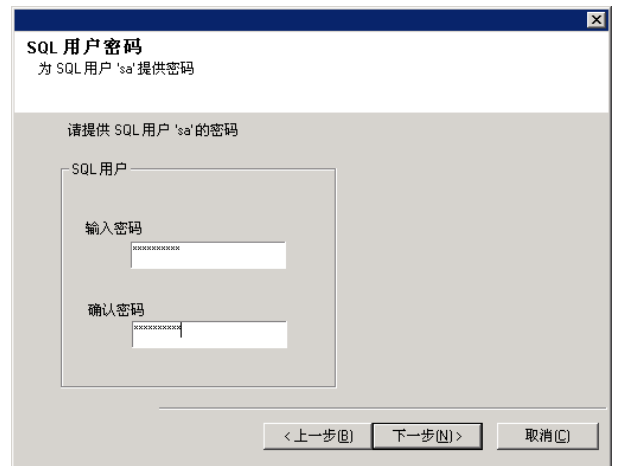 SQL 用户密码
为 SQL 用户 'sa' 提供密码
请提供 SQL 用户 'sa' 的密码
SQL 用户
输入密码
××××××××××
确认密码
××××××××××
< 上一步(B)
下一步(N) >
取消(C)